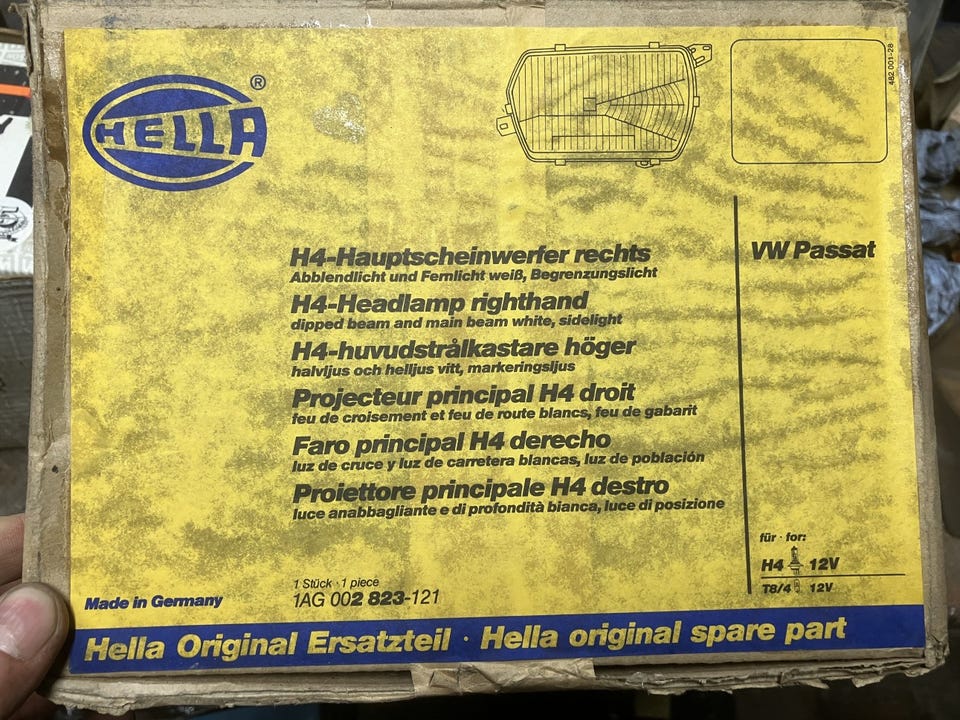 HELLA
®
482 001-28
H4-Hauptscheinwerfer rechts
Abblendlicht und Fernlicht weiß, Begrenzungslicht
H4-Headlamp righthand
dipped beam and main beam white, sidelight
H4-huvudstrålkastare höger
halvljus och helljus vitt, markeringsljus
Projecteur principal H4 droit
feu de croisement et feu de route blancs, feu de gabarit
Faro principal H4 derecho
luz de cruce y luz de carretera blancas, luz de población
Proiettore principale H4 destro
luce anabbagliante e di profondità bianca, luce di posizione
VW Passat
für · for:
H4 12V
T8/4 12V
1 Stück · 1 piece
1AG 002 823-121
Made in Germany
Hella Original Ersatzteil · Hella original spare part